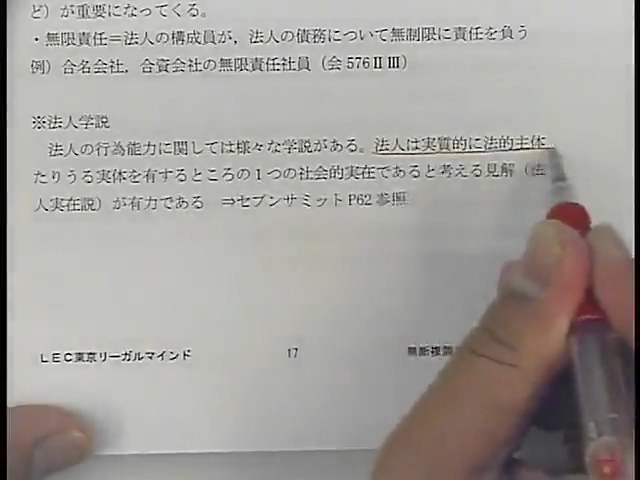 ど）が重要になってくる。
・無限責任＝法人の構成員が，法人の債務について無制限に責任を負う
例）合名会社，合資会社の無限責任社員（会 576ⅡⅢ）
※法人学説
法人の行為能力に関しては様々な学説がある。法人は実質的に法的主体
たりうる実体を有するところの１つの社会的実在であると考える見解（法
人実在説）が有力である　⇒セブンサミット P62 参照
ＬＥＣ東京リーガルマインド
17
無断複